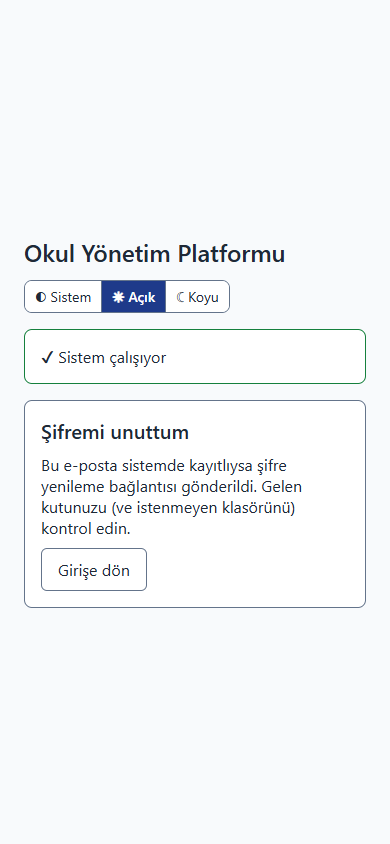 Okul Yönetim Platformu
Sistem
Açık
Koyu
Sistem çalışıyor
Şifremi unuttum
Bu e-posta sistemde kayıtlıysa şifre
yenileme bağlantısı gönderildi. Gelen
kutunuzu (ve istenmeyen klasörünü)
kontrol edin.
Girişe dön